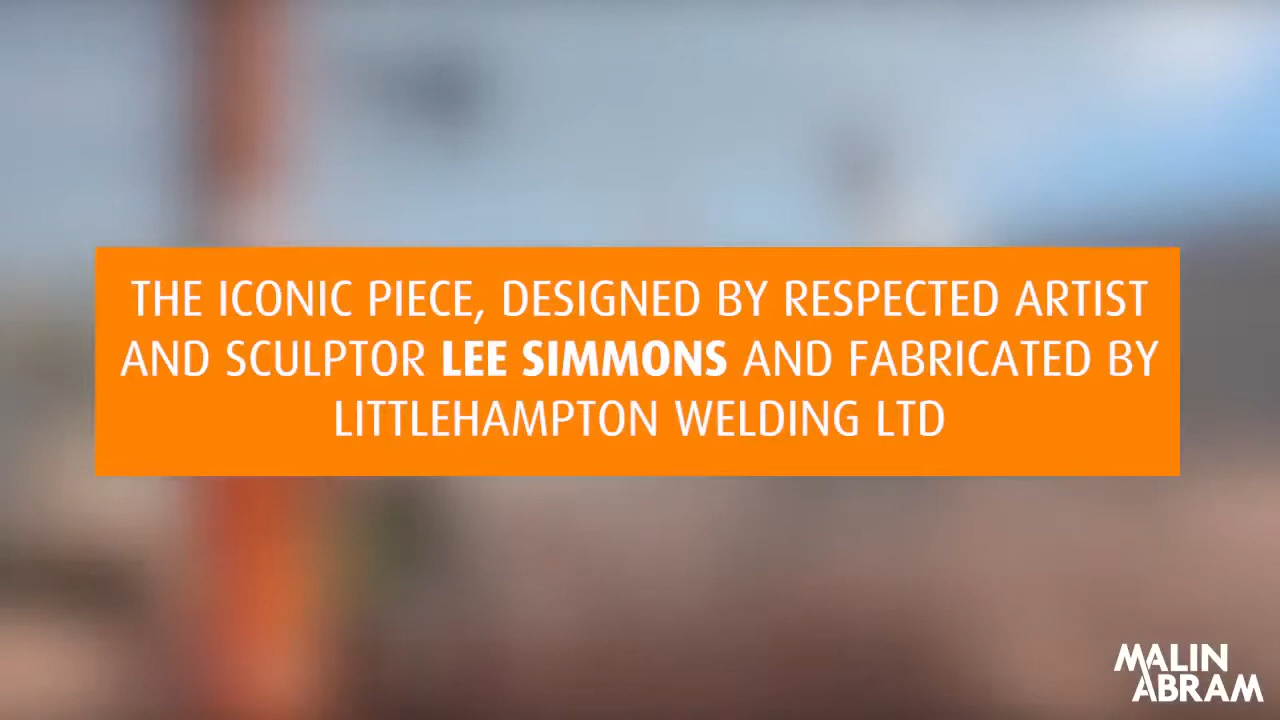 THE ICONIC PIECE, DESIGNED BY RESPECTED ARTIST
AND SCULPTOR LEE SIMMONS AND FABRICATED BY
LITTLEHAMPTON WELDING LTD
MALIN
ABRAM